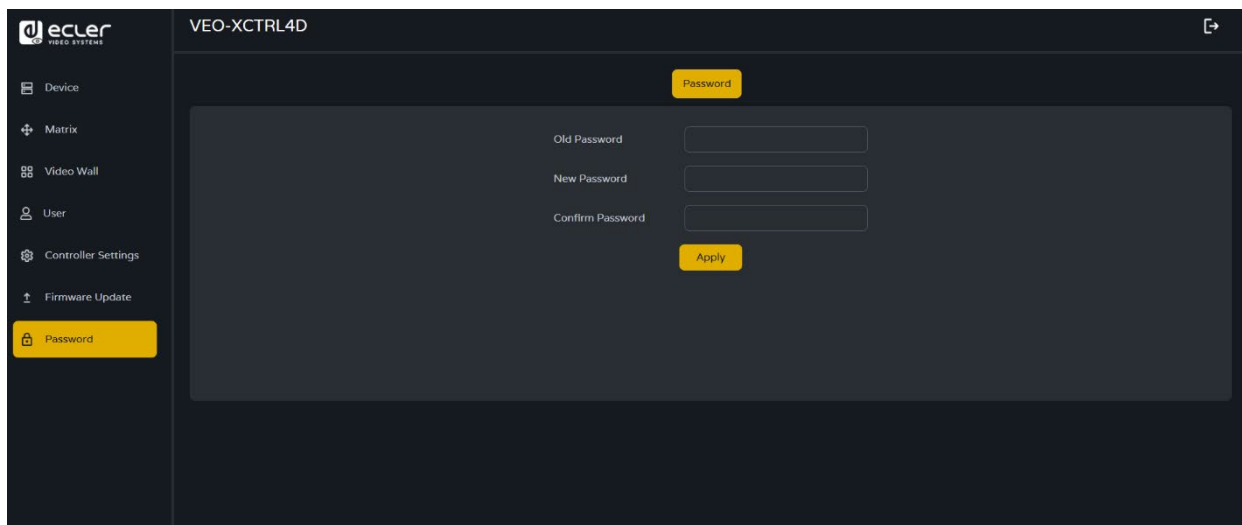 ecler
VIDEO SYSTEMS
VEO-XCTRL4D
Device
Matrix
Video Wall
User
Controller Settings
Firmware Update
Password
Password
Old Password
New Password
Confirm Password
Apply